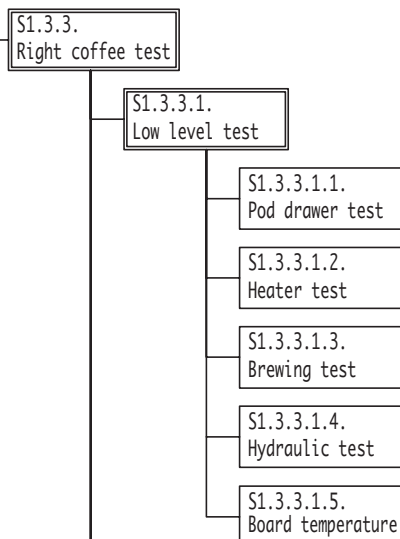 S1.3.3.
Right coffee test
S1.3.3.1.
Low level test
S1.3.3.1.1.
Pod drawer test
S1.3.3.1.2.
Heater test
S1.3.3.1.3.
Brewing test
S1.3.3.1.4.
Hydraulic test
S1.3.3.1.5.
Board temperature